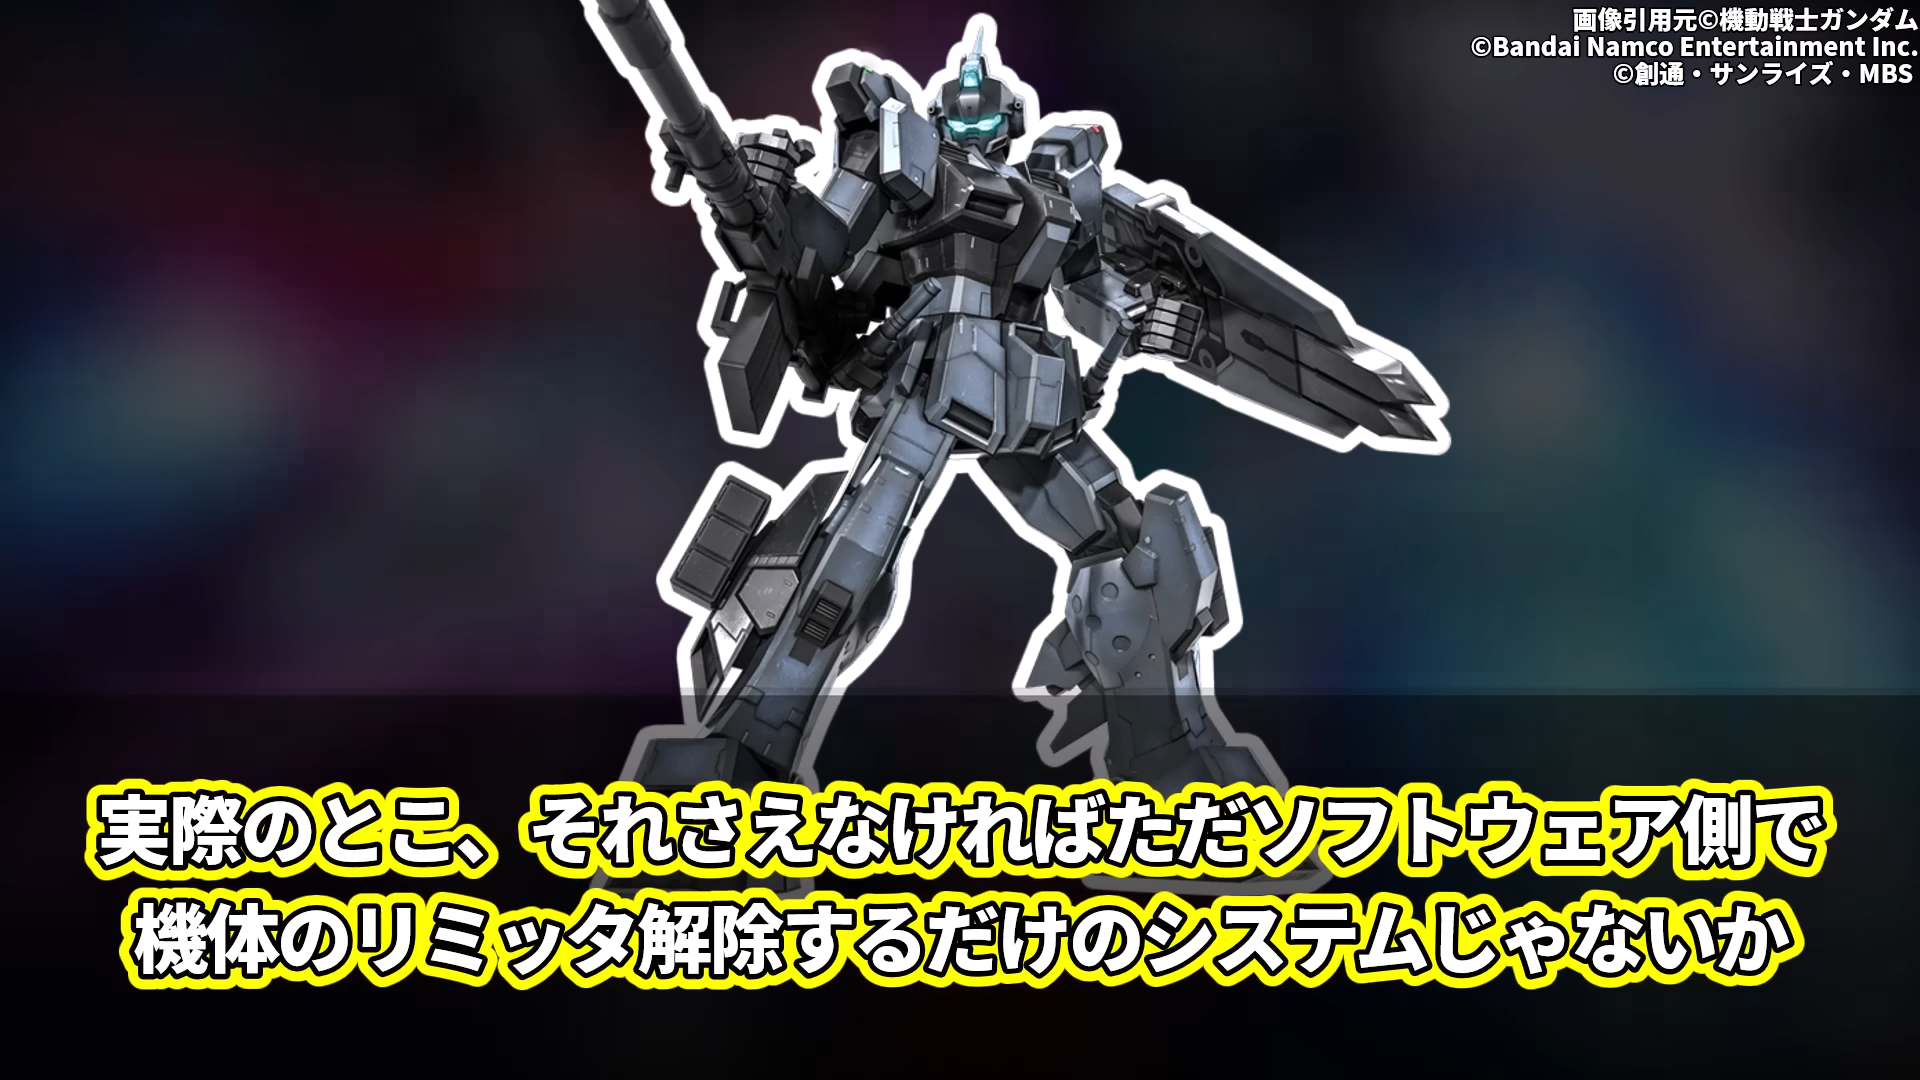 画像引用元©機動戦士ガンダム
©Bandai Namco Entertainment Inc.
©創通・サンライズ・MBS
実際のとこ、それさえなければただソフトウェア側で
機体のリミッタ解除するだけのシステムじゃないか